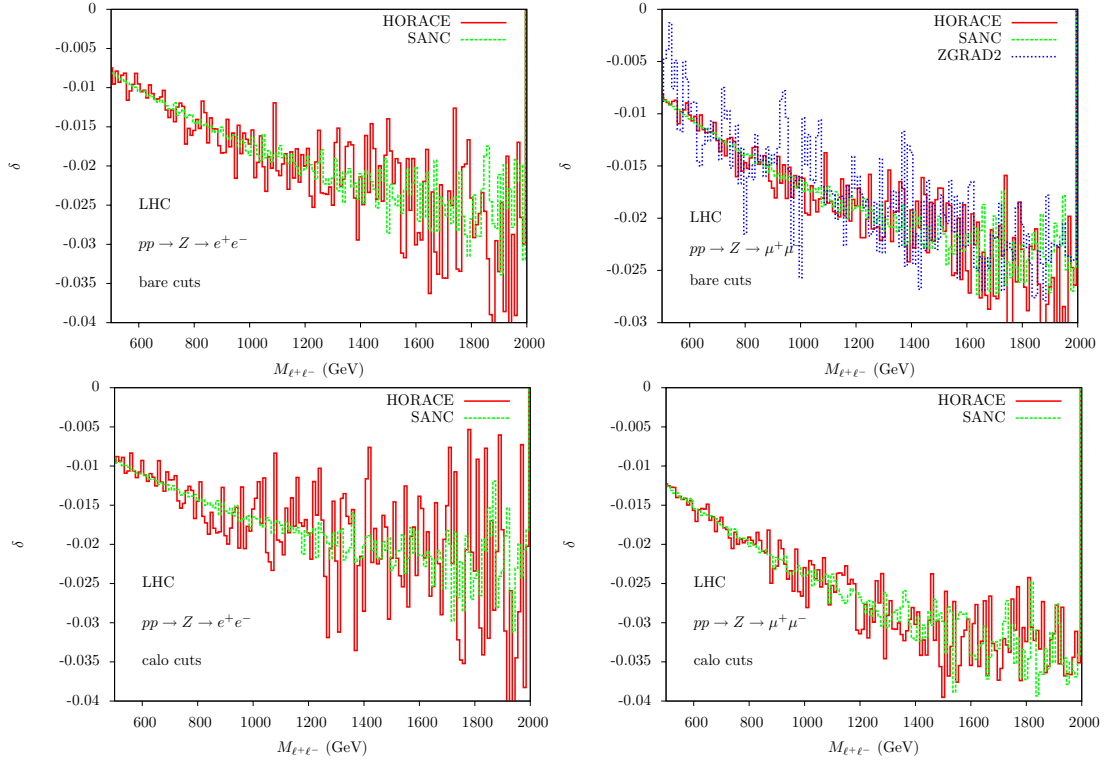 0
-0.005
-0.01
-0.015
-0.02
-0.025
-0.03
-0.035
-0.04
δ
600 800 1000 1200 1400 1600 1800 2000
M_{ℓ+ℓ−} (GeV)
HORACE
SANC
LHC
pp → Z → e⁺e⁻
bare cuts
0
-0.005
-0.01
-0.015
-0.02
-0.025
-0.03
δ
600 800 1000 1200 1400 1600 1800 2000
M_{ℓ+ℓ−} (GeV)
HORACE
SANC
ZGRAD2
LHC
pp → Z → μ⁺μ⁻
bare cuts
0
-0.005
-0.01
-0.015
-0.02
-0.025
-0.03
-0.035
-0.04
δ
600 800 1000 1200 1400 1600 1800 2000
M_{ℓ+ℓ−} (GeV)
HORACE
SANC
LHC
pp → Z → e⁺e⁻
calo cuts
0
-0.005
-0.01
-0.015
-0.02
-0.025
-0.03
-0.035
-0.04
δ
600 800 1000 1200 1400 1600 1800 2000
M_{ℓ+ℓ−} (GeV)
HORACE
SANC
LHC
pp → Z → μ⁺μ⁻
calo cuts